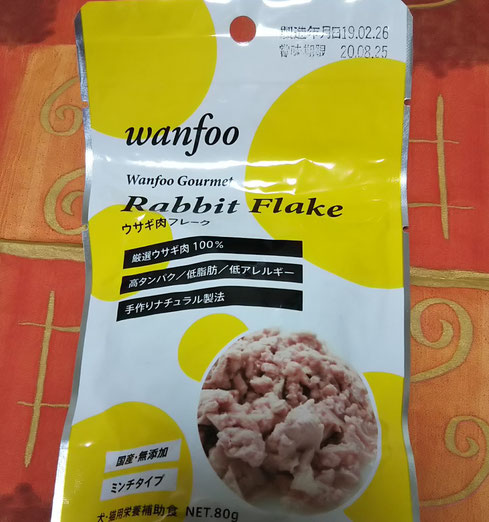 製造年月日19.02.26
賞味期限 20.08.25
wanfoo
Wanfoo Gourmet
Rabbit Flake
ウサギ肉フレーク
厳選ウサギ肉100%
高タンパク/低脂肪/低アレルギー
手作りナチュラル製法
国産・無添加
ミンチタイプ
犬・猫用栄養補助食 NET.80g